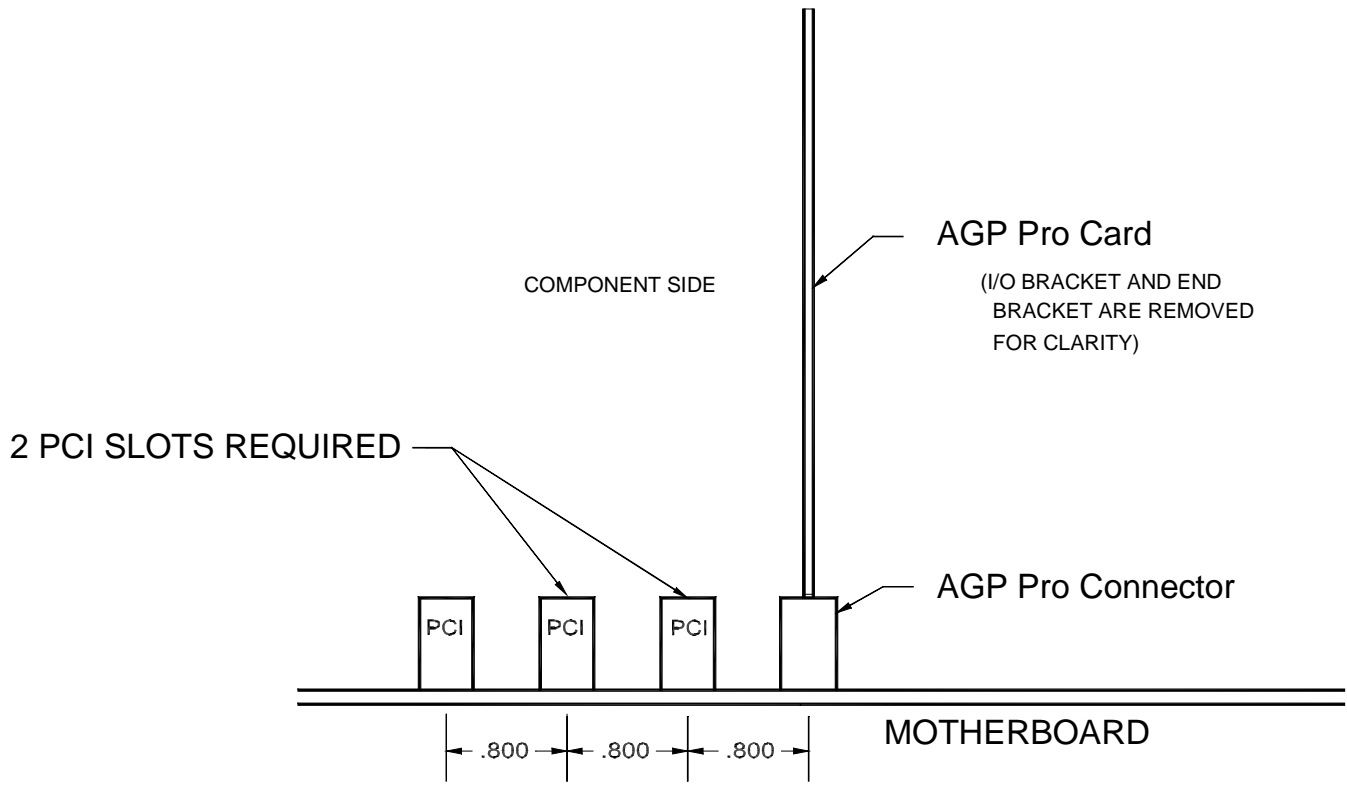 AGP Pro Card
COMPONENT SIDE
(I/O BRACKET AND END
BRACKET ARE REMOVED
FOR CLARITY)
2 PCI SLOTS REQUIRED
AGP Pro Connector
PCI
PCI
PCI
MOTHERBOARD
.800
.800
.800